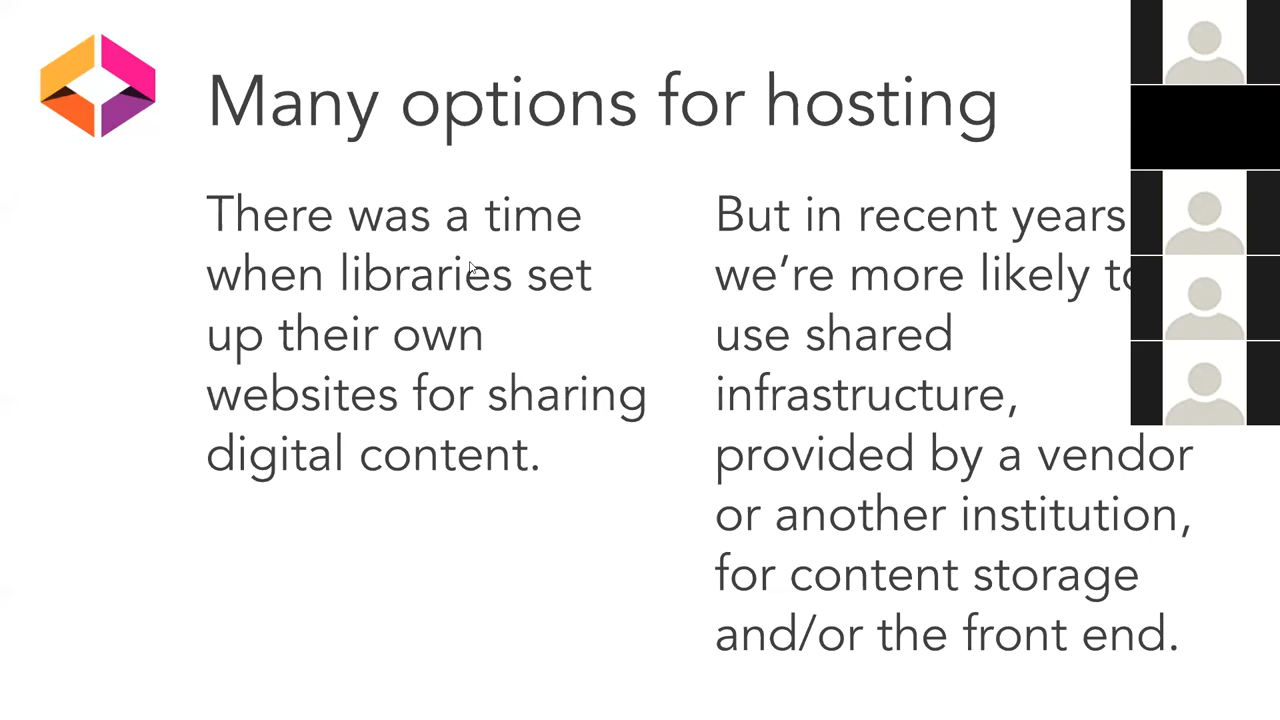 Many options for hosting
There was a time
when libraries set
up their own
websites for sharing
digital content.
But in recent years
we’re more likely to
use shared
infrastructure,
provided by a vendor
or another institution,
for content storage
and/or the front end.